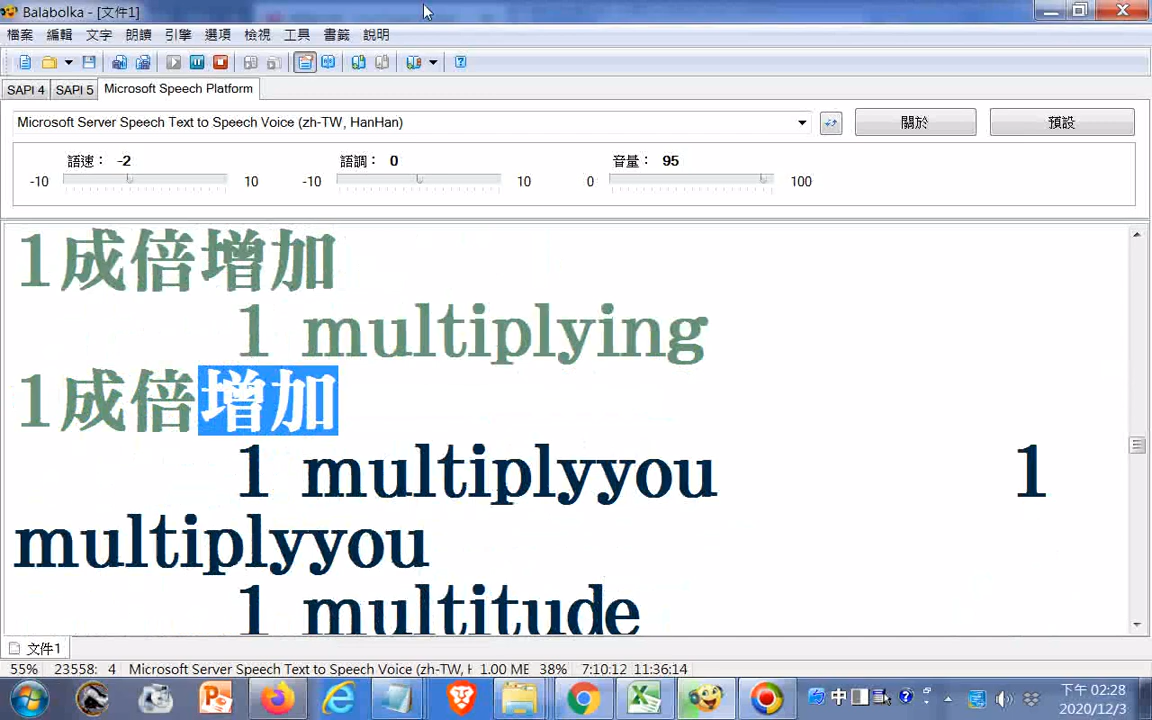 Balabolka - [文件1]
檔案 編輯 文字 朗讀 引擎 選項 檢視 工具 書籤 說明
SAPI 4 SAPI 5 Microsoft Speech Platform
Microsoft Server Speech Text to Speech Voice (zh-TW, HanHan) 關於 預設
語速： -2 語調： 0 音量： 95
-10 10 -10 10 0 100
1成倍增加
1 multiplying
1成倍增加
1 multiplyyou 1
multiplyyou
1 multitude
文件1
55% 23558: 4 Microsoft Server Speech Text to Speech Voice (zh-TW, 1.00 ME 38% 7:10:12 11:36:14
中 下午 02:28
2020/12/3